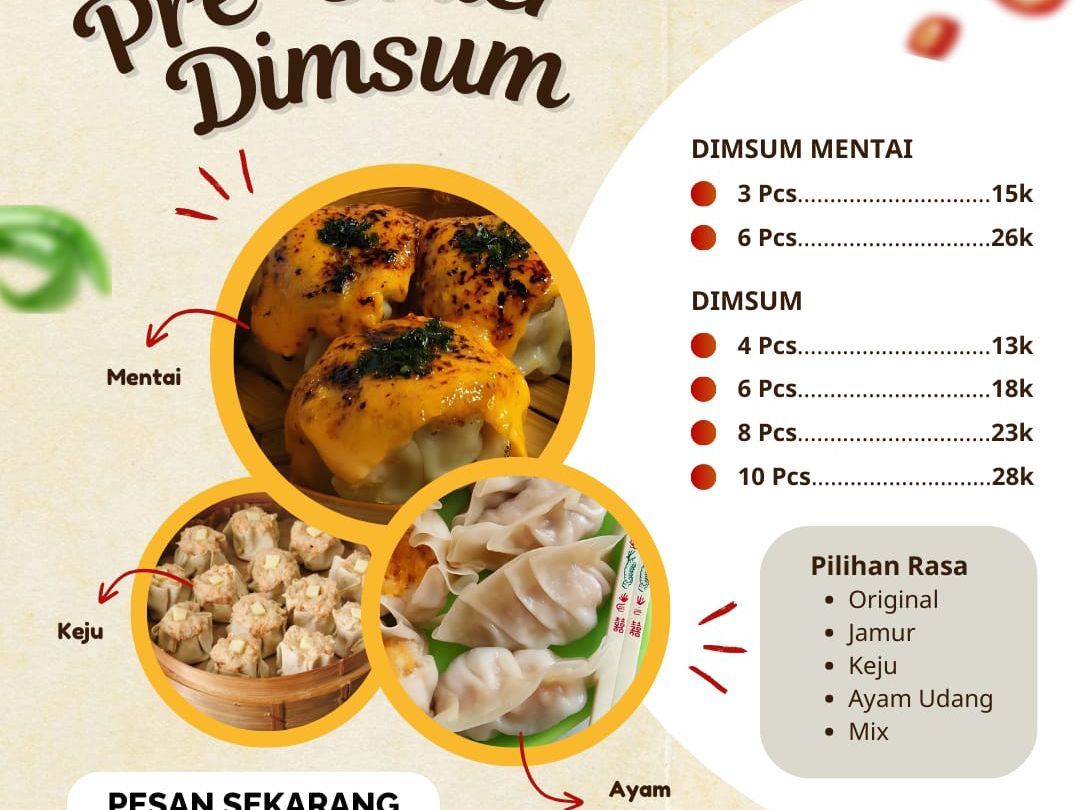 Dimsum
Mentai
Keju
Ayam
DIMSUM MENTAI
3 Pcs..............................15k
6 Pcs..............................26k
DIMSUM
4 Pcs..............................13k
6 Pcs..............................18k
8 Pcs..............................23k
10 Pcs............................28k
Pilihan Rasa
• Original
• Jamur
• Keju
• Ayam Udang
• Mix
PESAN SEKARANG